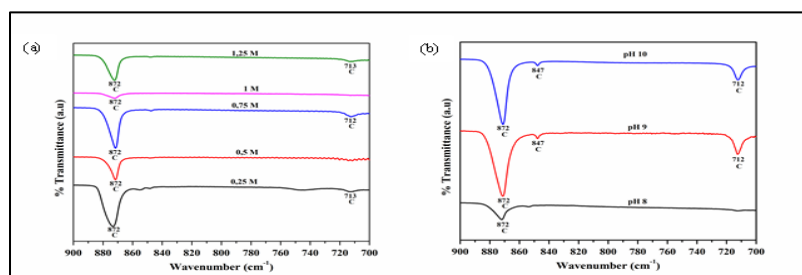 (a)
1,25 M
872
C
713
C
1 M
872
C
0,75 M
872
C
712
C
0,5 M
872
C
0,25 M
872
C
713
C
% Transmittance (a.u)
900 880 860 840 820 800 780 760 740 720 700
Wavenumber (cm⁻¹)
(b)
pH 10
872
C
847
C
712
C
pH 9
872
C
847
C
712
C
pH 8
872
C
% Transmittance (a.u)
900 880 860 840 820 800 780 760 740 720 700
Wavenumber (cm⁻¹)